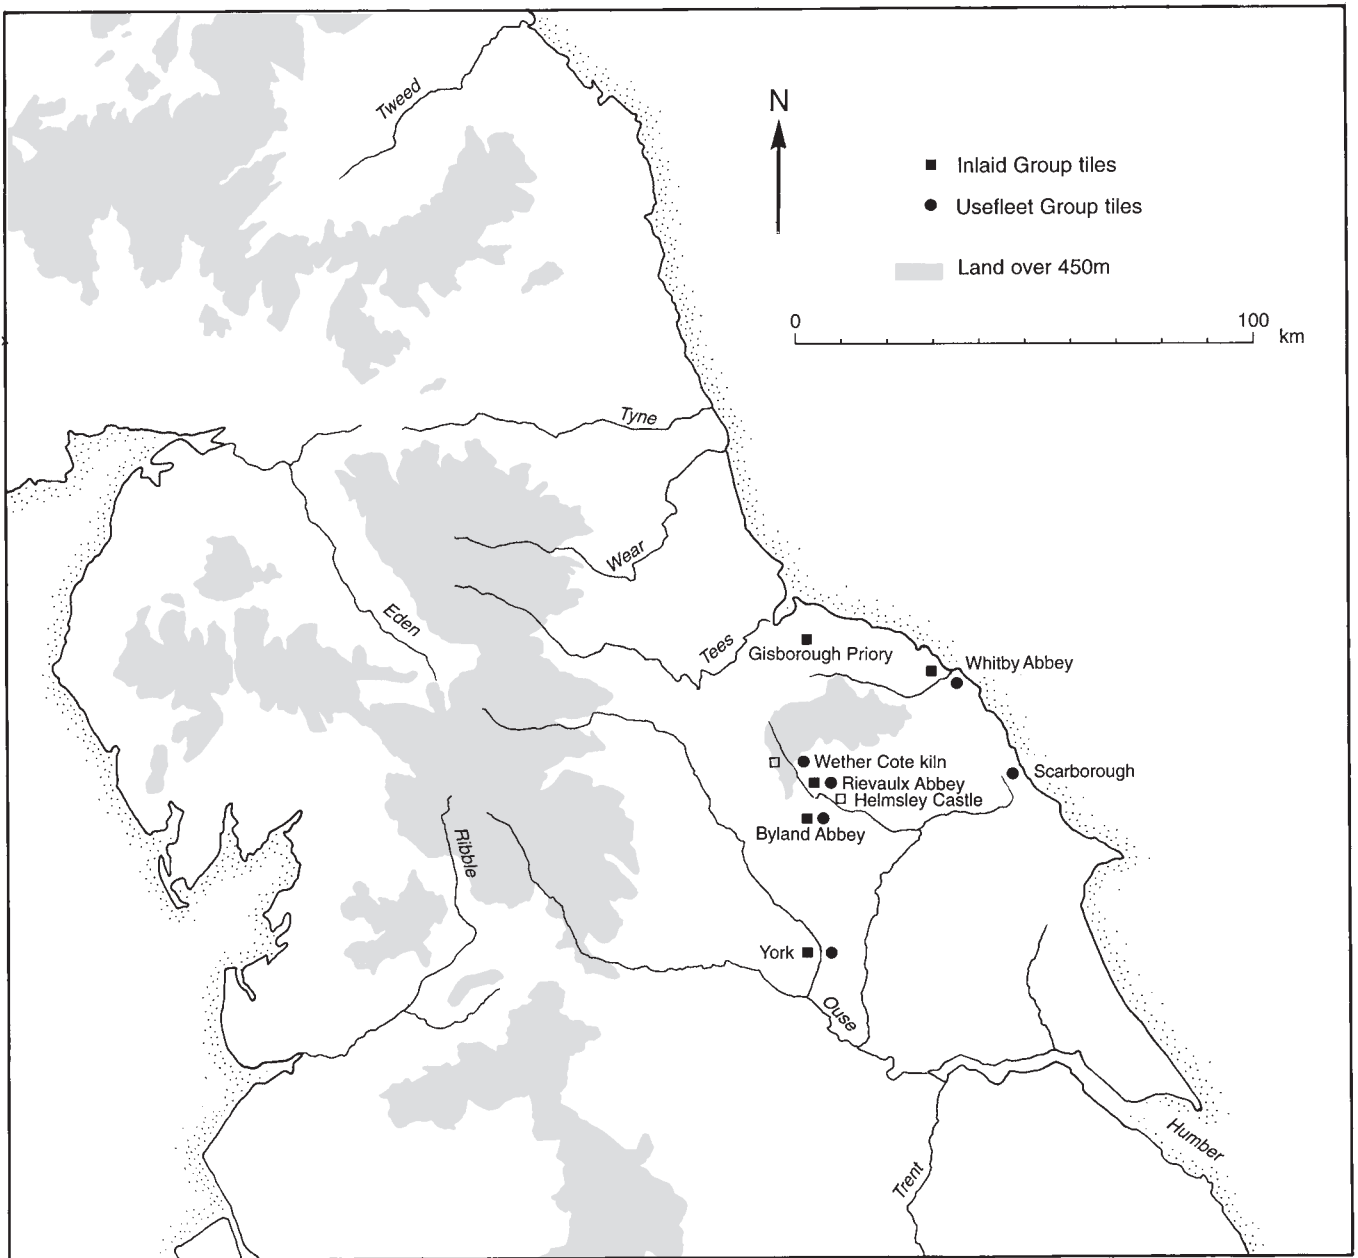 Tweed
N
Inlaid Group tiles
Usefleet Group tiles
Land over 450m
0 100
km
Tyne
Wear
Eden
Tees
Gisborough Priory
Whitby Abbey
Wether Cote kiln
Scarborough
Rievaulx Abbey
Helmsley Castle
Byland Abbey
Ribble
York
Ouse
Humber
Trent